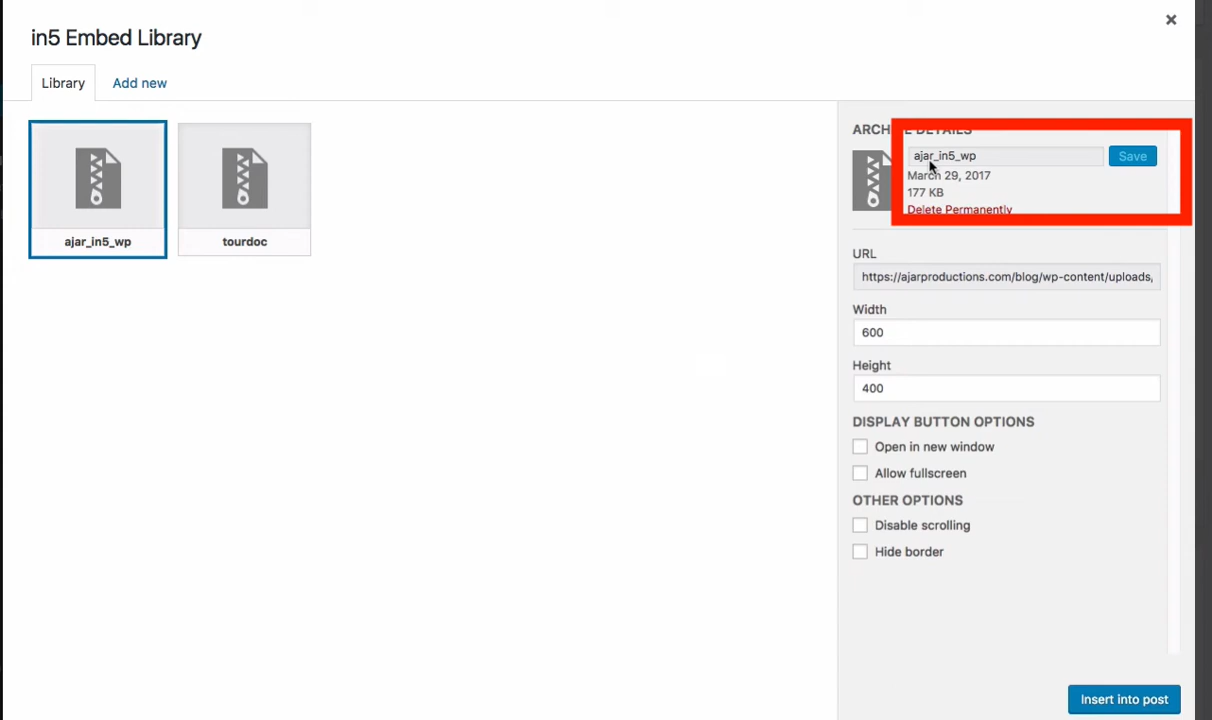 in5 Embed Library
Library
Add new
ajar_in5_wp
tourdoc
ARCHIVE DETAILS
ajar_in5_wp
Save
March 29, 2017
177 KB
Delete Permanently
URL
https://ajarproductions.com/blog/wp-content/uploads,
Width
600
Height
400
DISPLAY BUTTON OPTIONS
Open in new window
Allow fullscreen
OTHER OPTIONS
Disable scrolling
Hide border
Insert into post